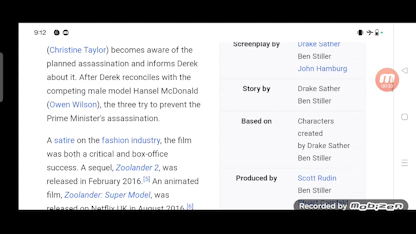 9:12
(Christine Taylor) becomes aware of the
planned assassination and informs Derek
about it. After Derek reconciles with the
competing male model Hansel McDonald
(Owen Wilson), the three try to prevent the
Prime Minister's assassination.
A satire on the fashion industry, the film
was both a critical and box-office
success. A sequel, Zoolander 2, was
released in February 2016.[5] An animated
film, Zoolander: Super Model, was
released on Netflix UK in August 2016.[6]
Screenplay by
Drake Sather
Ben Stiller
John Hamburg
Story by
Drake Sather
Ben Stiller
Based on
Characters
created
by Drake Sather
Ben Stiller
Produced by
Scott Rudin
Ben Stiller
Recorded by Mobizen